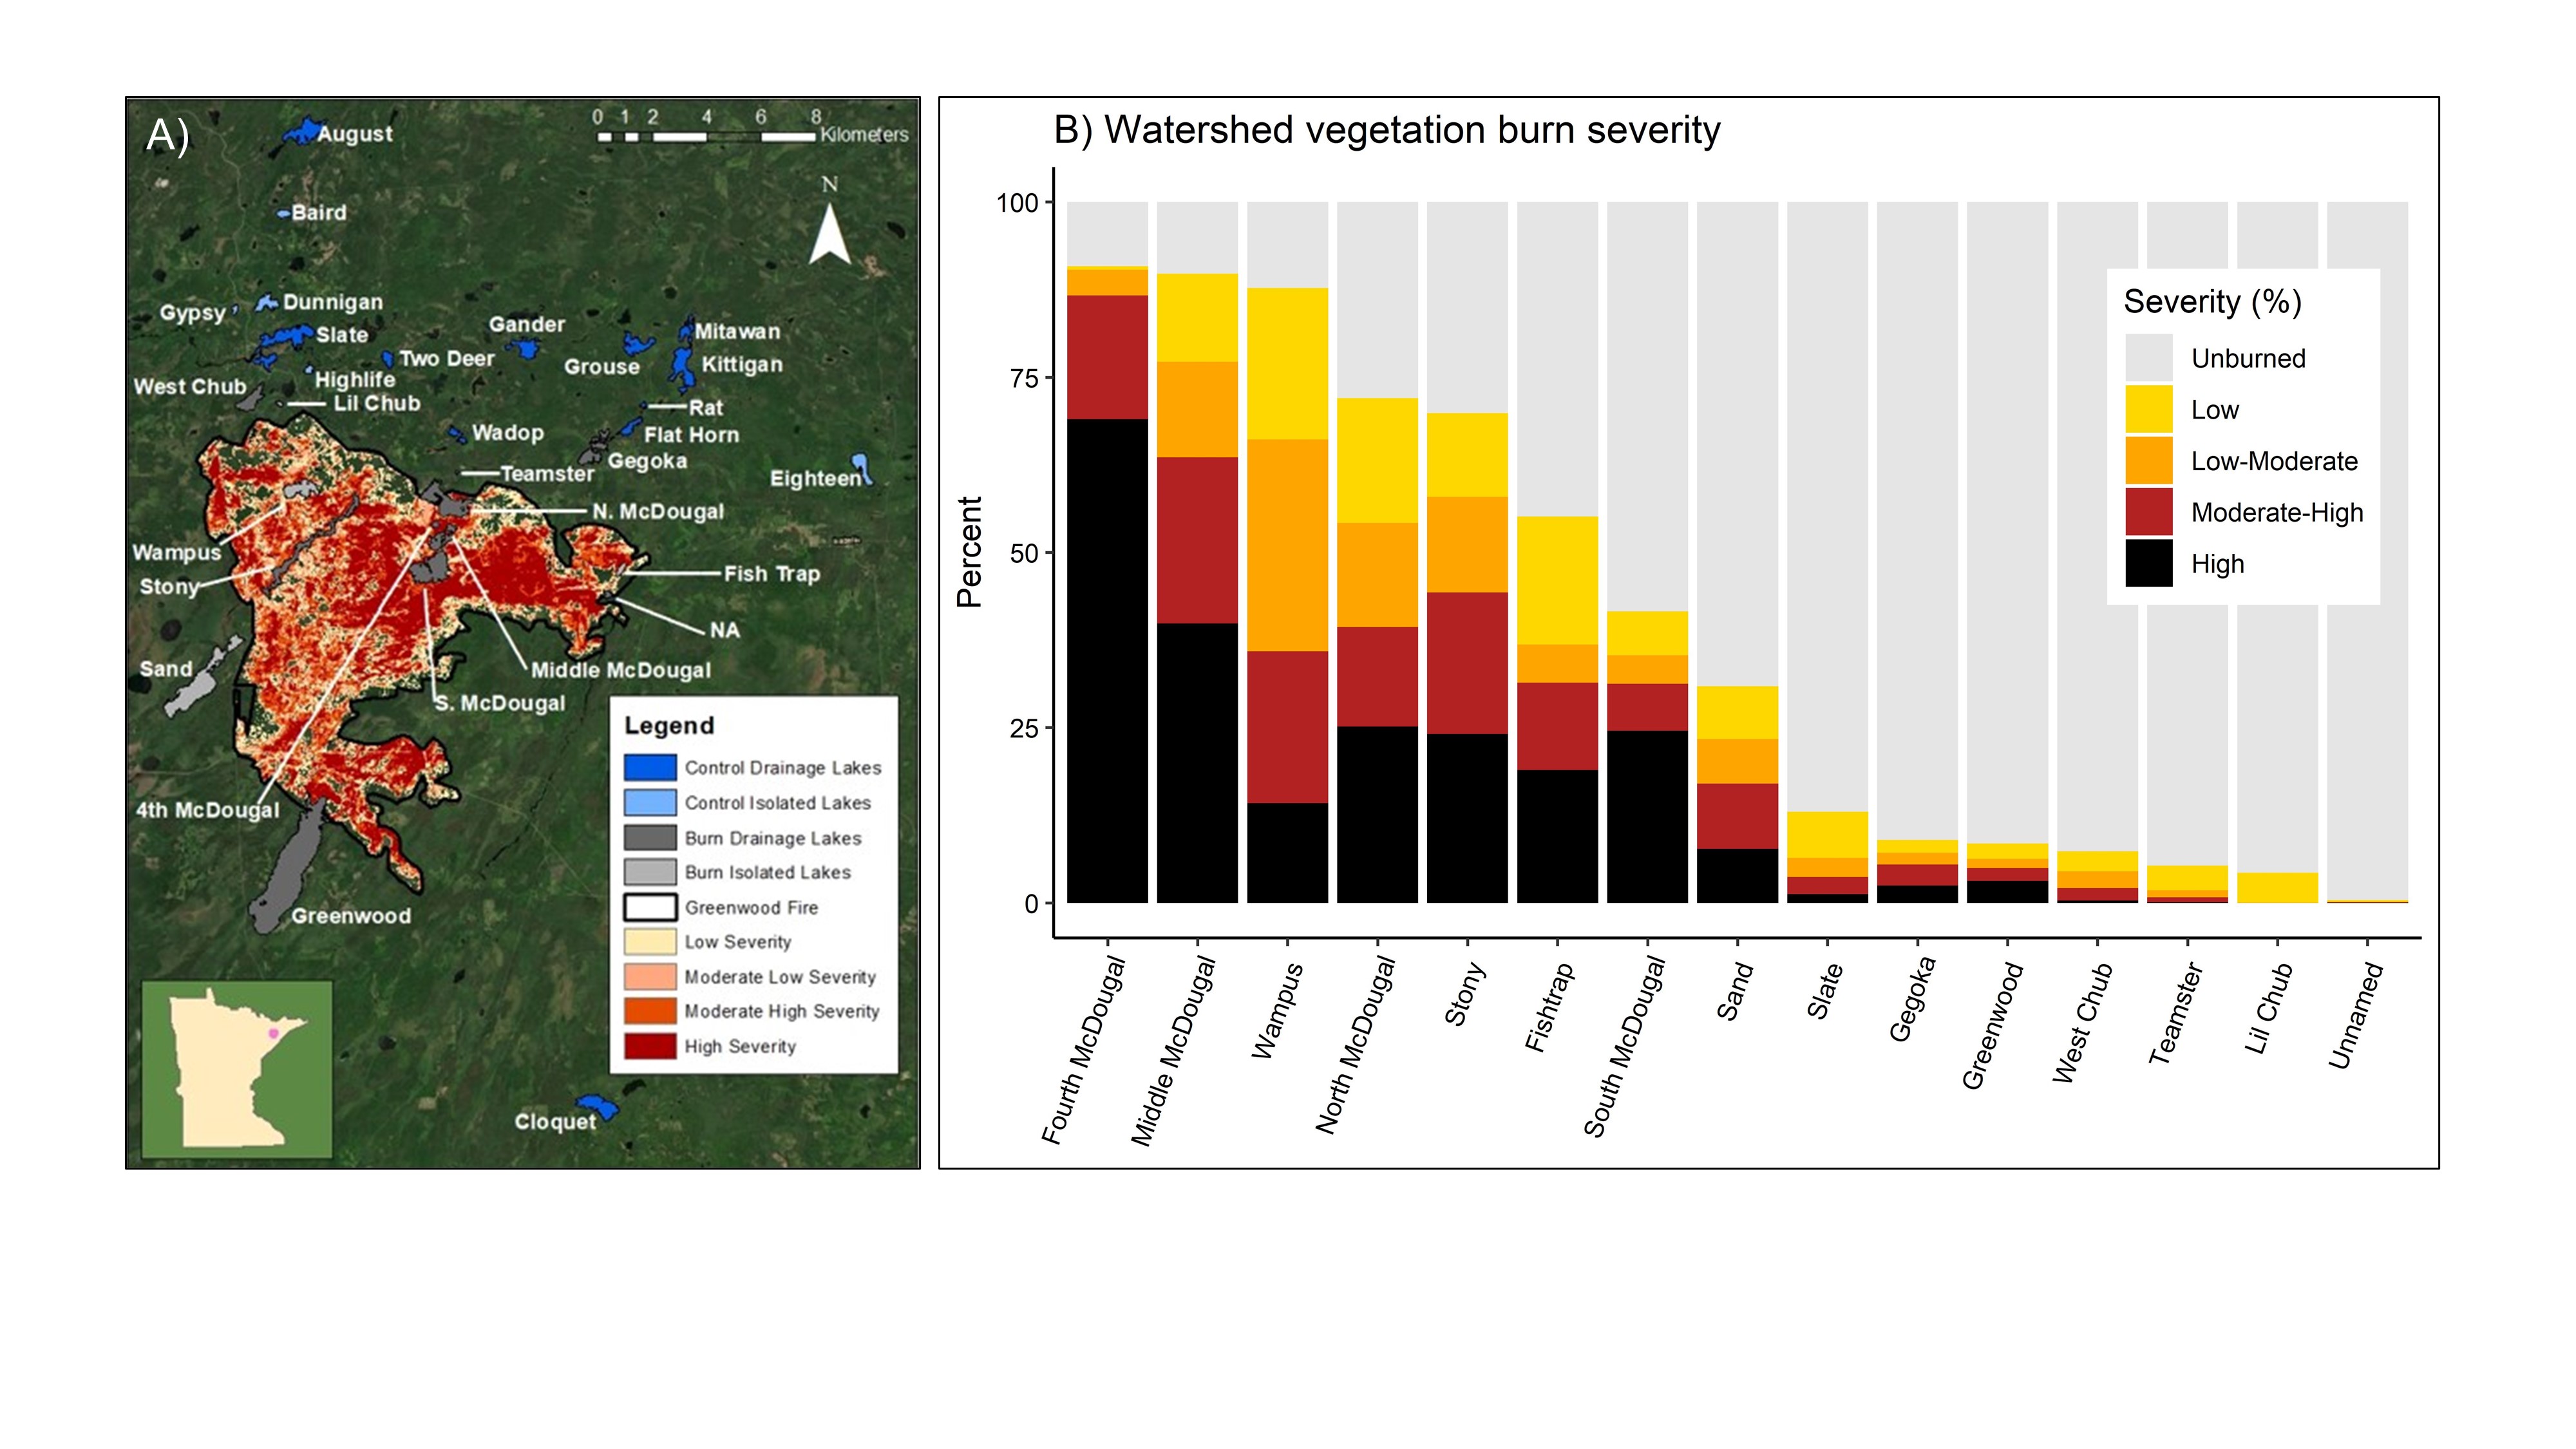 A)
0 1 2 4 6 8
Kilometers
N
August
Baird
Dunnigan
Gypsy
Slate
Gander
Mitawan
Two Deer
Grouse
Kittigan
Highlife
West Chub
Lil Chub
Rat
Wadop
Flat Horn
Gegoka
Teamster
Eighteen
N. McDougal
Wampus
Stony
Fish Trap
NA
Sand
Middle McDougal
S. McDougal
4th McDougal
Greenwood
Cloquet
Legend
Control Drainage Lakes
Control Isolated Lakes
Burn Drainage Lakes
Burn Isolated Lakes
Greenwood Fire
Low Severity
Moderate Low Severity
Moderate High Severity
High Severity
B) Watershed vegetation burn severity
Percent
100
75
50
25
0
Severity (%)
Unburned
Low
Low-Moderate
Moderate-High
High
Fourth McDougal
Middle McDougal
Wampus
North McDougal
Stony
Fishtrap
South McDougal
Sand
Slate
Gegoka
Greenwood
West Chub
Teamster
Lil Chub
Unnamed